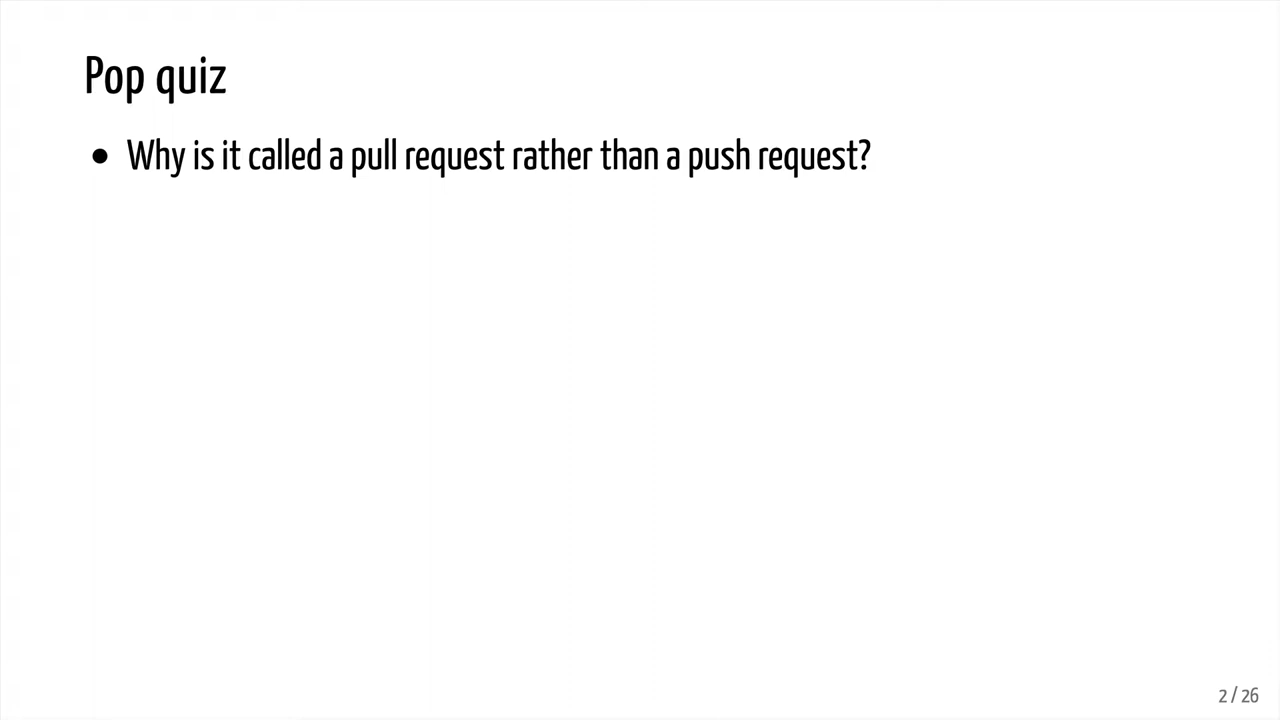 Pop quiz
• Why is it called a pull request rather than a push request?
2 / 26